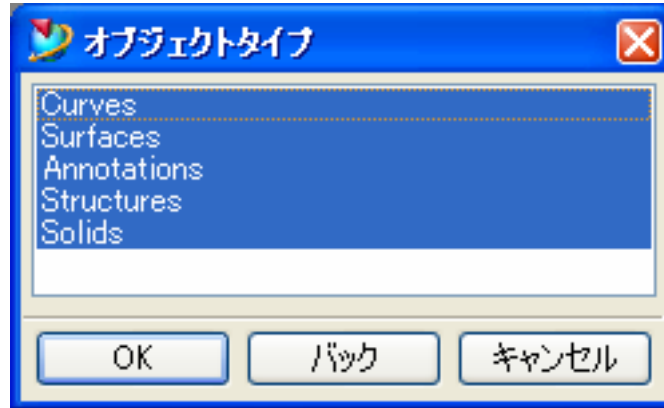 オブジェクトタイプ
Curves
Surfaces
Annotations
Structures
Solids
OK
バック
キャンセル